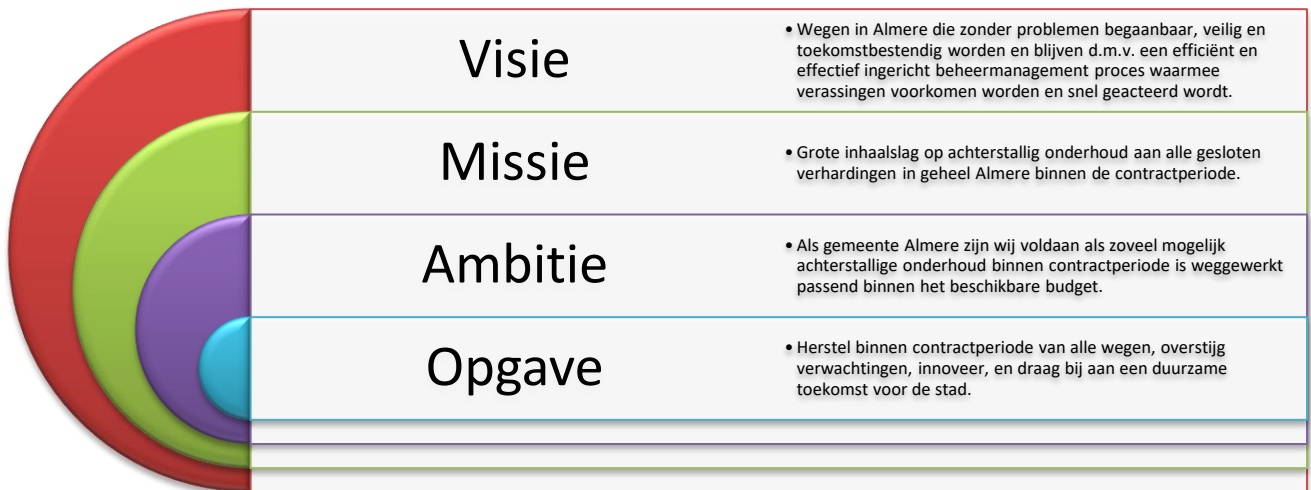 Visie
• Wegen in Almere die zonder problemen begaanbaar, veilig en
toekomstbestendig worden en blijven d.m.v. een efficiënt en
effectief ingericht beheermanagement proces waarmee
verassingen voorkomen worden en snel geacteerd wordt.
Missie
• Grote inhaalslag op achterstallig onderhoud aan alle gesloten
verhardingen in geheel Almere binnen de contractperiode.
Ambitie
• Als gemeente Almere zijn wij voldaan als zoveel mogelijk
achterstallige onderhoud binnen contractperiode is weggewerkt
passend binnen het beschikbare budget.
Opgave
• Herstel binnen contractperiode van alle wegen, overstijg
verwachtingen, innoveer, en draag bij aan een duurzame
toekomst voor de stad.